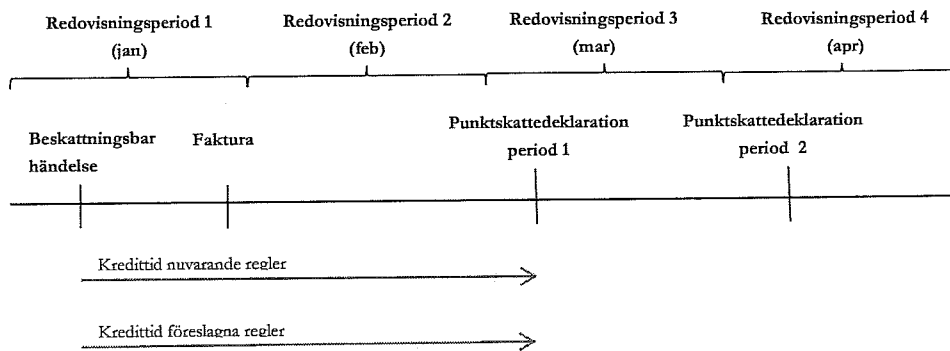 Redovisningsperiod 1
(jan)
Redovisningsperiod 2
(feb)
Redovisningsperiod 3
(mar)
Redovisningsperiod 4
(apr)
Beskattningsbar
händelse
Faktura
Punktskattedeklaration
period 1
Punktskattedeklaration
period 2
Kredittid nuvarande regler
Kredittid föreslagna regler